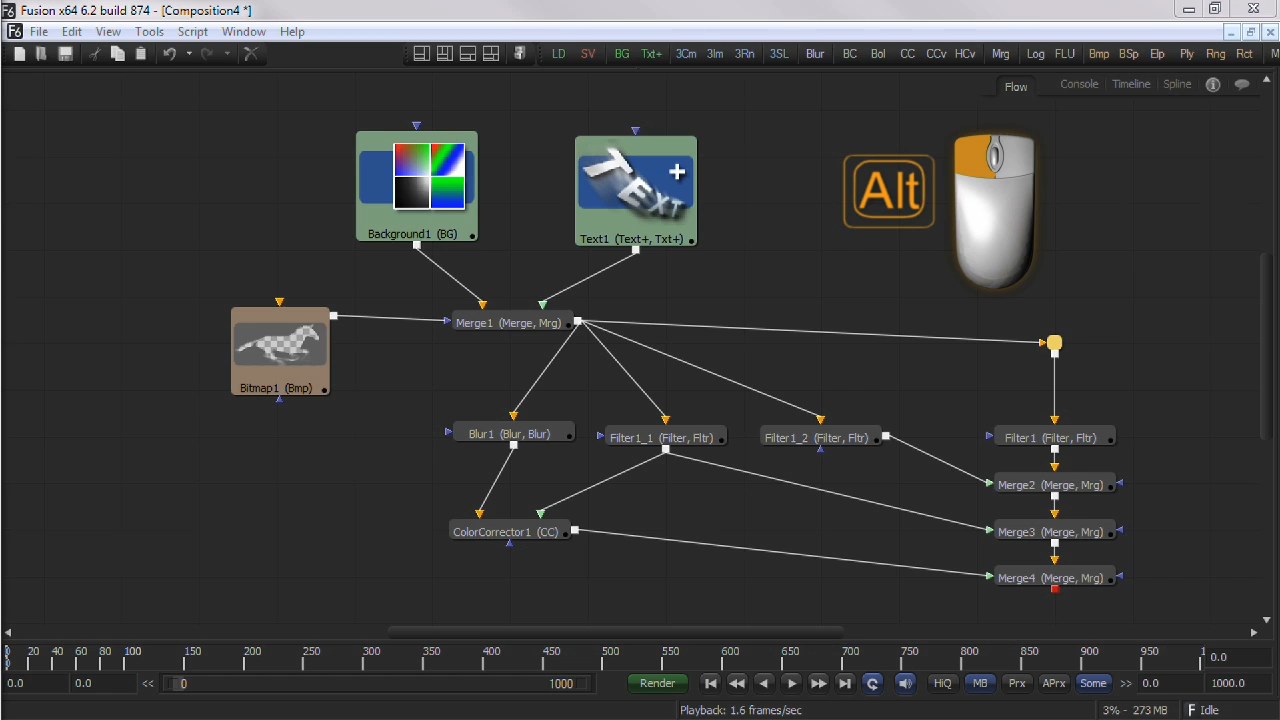 Fusion x64 6.2 build 874 - [Composition4 *]
File Edit View Tools Script Window Help
LD SV BG Txt+ 3Cm 3Im 3Rn 3SL Blur BC Bol CC CCv HCv Mrg Log FLU Bmp BSp Elp Ply Rng Rct M
Flow Console Timeline Spline
TEXT
Alt
Background1 (BG)
Text1 (Text+, Txt+)
Merge1 (Merge, Mrg)
Bitmap1 (Bmp)
Blur1 (Blur, Blur)
Filter1_1 (Filter, Fltr)
Filter1_2 (Filter, Fltr)
Filter1 (Filter, Fltr)
Merge2 (Merge, Mrg)
ColorCorrector1 (CC)
Merge3 (Merge, Mrg)
Merge4 (Merge, Mrg)
0 20 40 60 80 100 150 200 250 300 350 400 450 500 550 600 650 700 750 800 850 900 950 1 0.0
0.0 0.0 << 0 1000 Render HiQ MB Prx APrx Some >> 0.0 1000.0
Playback: 1.6 frames/sec 3% - 273 MB Idle